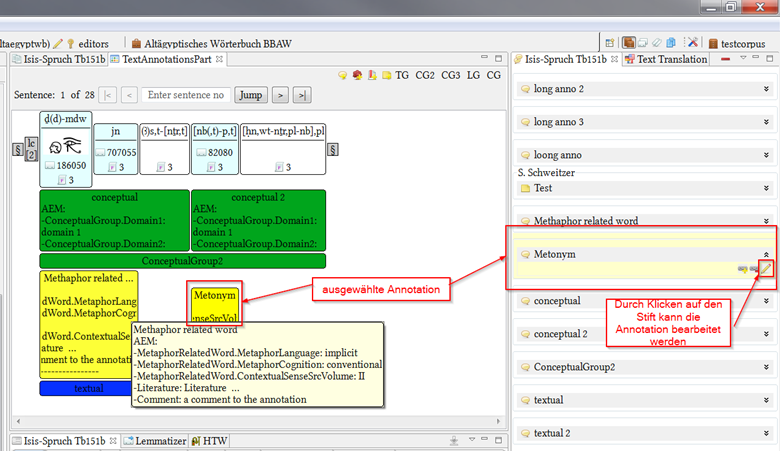 taegyptwb) editors Altägyptisches Wörterbuch BBAW testcorpus
Isis-Spruch Tb151b TextAnnotationsPart
TG CG2 CG3 LG CG
Sentence: 1 of 28 |< < Enter sentence no Jump > >|
§ lc [2] ḏ(d)-mdw jn (ꜣ)s,t-[nṯr,t] [nb(,t)-p,t] [ḥn,wt-nṯr,pl-nb],pl §
186050 707055 82080
3 3 3 3 3
conceptual conceptual 2
AEM:
-ConceptualGroup.Domain1: -ConceptualGroup.Domain1:
domain 1 domain 1
-ConceptualGroup.Domain2: -ConceptualGroup.Domain2:
ConceptualGroup2
Methaphor related ... Metonym
dWord.MetaphorLang
dWord.MetaphorCogr enseSrcVol
dWord.ContextualSe
ature ...
nment to the annotati
----------------
textual
Methaphor related word
AEM:
-MetaphorRelatedWord.MetaphorLanguage: implicit
-MetaphorRelatedWord.MetaphorCognition: conventional
-MetaphorRelatedWord.ContextualSenseSrcVolume: II
-Literature: Literature ...
-Comment: a comment to the annotation
ausgewählte Annotation
Isis-Spruch Tb151b Lemmatizer HTW
Isis-Spruch Tb151b Text Translation
long anno 2
long anno 3
loong anno
S. Schweitzer
Test
Methaphor related word
Metonym
conceptual
conceptual 2
ConceptualGroup2
textual
textual 2
Durch Klicken auf den
Stift kann die
Annotation bearbeitet
werden